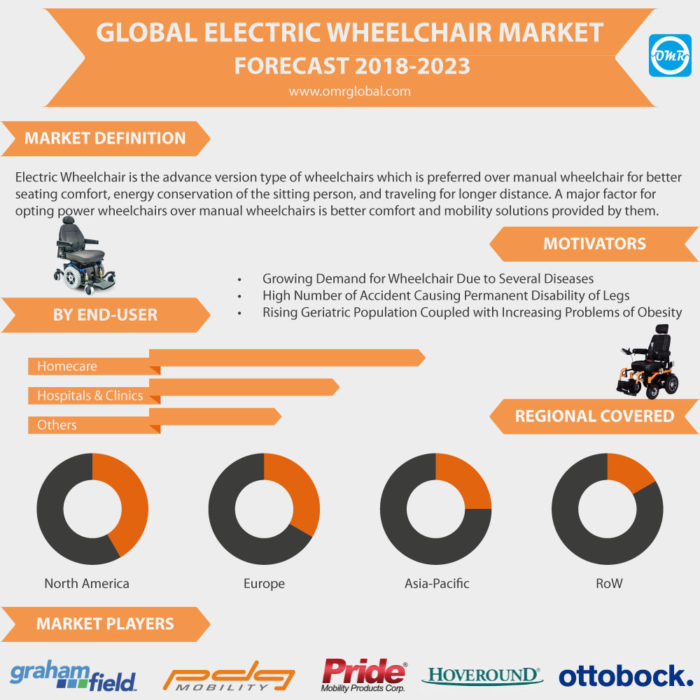 GLOBAL ELECTRIC WHEELCHAIR MARKET
FORECAST 2018-2023
www.omrglobal.com
OMR
MARKET DEFINITION
Electric Wheelchair is the advance version type of wheelchairs which is preferred over manual wheelchair for better
seating comfort, energy conservation of the sitting person, and traveling for longer distance. A major factor for
opting power wheelchairs over manual wheelchairs is better comfort and mobility solutions provided by them.
MOTIVATORS
• Growing Demand for Wheelchair Due to Several Diseases
• High Number of Accident Causing Permanent Disability of Legs
• Rising Geriatric Population Coupled with Increasing Problems of Obesity
BY END-USER
Homecare
Hospitals & Clinics
Others
REGIONAL COVERED
North America
Europe
Asia-Pacific
RoW
MARKET PLAYERS
graham
field.
pdg
MOBILITY
Pride®
Mobility Products Corp.
HOVEROUND®
ottobock.